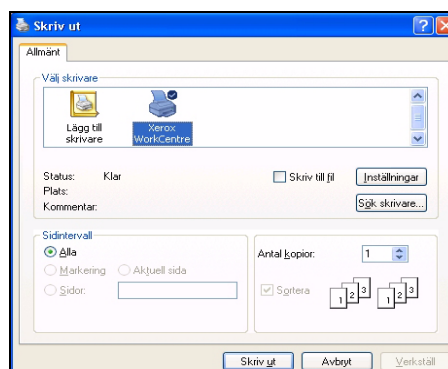 Skriv ut
Allmänt
Välj skrivare
Lägg till
skrivare
Xerox
WorkCentre
Status: Klar
Plats:
Kommentar:
Skriv till fil
Inställningar
Sök skrivare...
Sidintervall
Alla
Markering
Aktuell sida
Sidor:
Antal kopior: 1
Sortera
1 2 3 1 2 3
Skriv ut
Avbryt
Verkställ